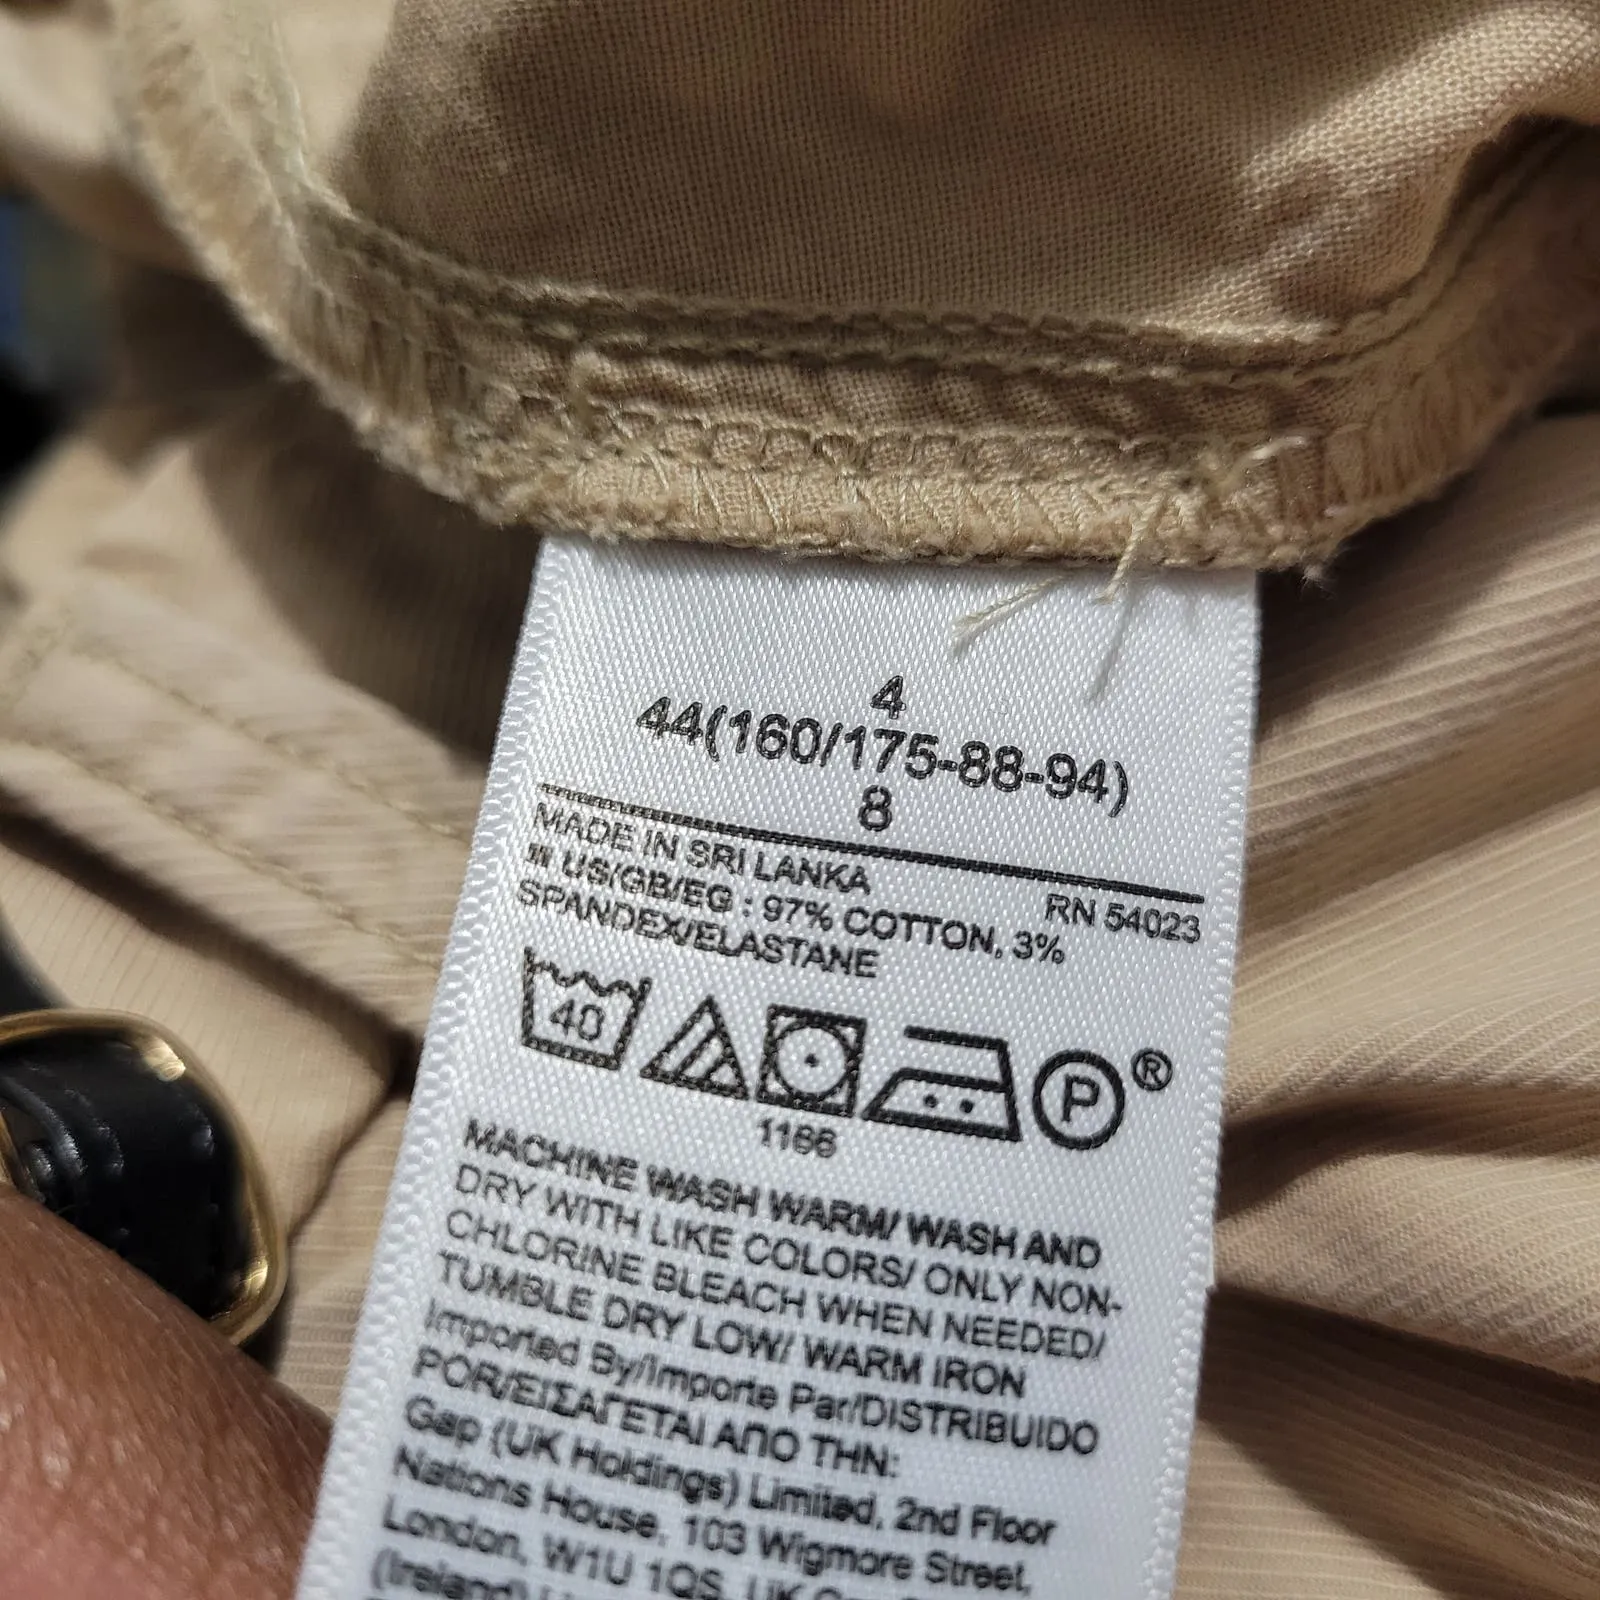 4
44(160/175-88-94)
8
MADE IN SRI LANKA
RN 54023
US/GB/EG : 97% COTTON, 3%
SPANDEX/ELASTANE
40
P ®
1166
MACHINE WASH WARM/ WASH AND
DRY WITH LIKE COLORS/ ONLY NON-
CHLORINE BLEACH WHEN NEEDED/
TUMBLE DRY LOW/ WARM IRON
Imported By/Importe Par/DISTRIBUIDO
POR/ΕΙΣΑΓΕΤΑΙ ΑΠΟ ΤΗΝ:
Gap (UK Holdings) Limited, 2nd Floor
Nations House, 103 Wigmore Street,
London, W1U 1QS, UK
(Ireland)